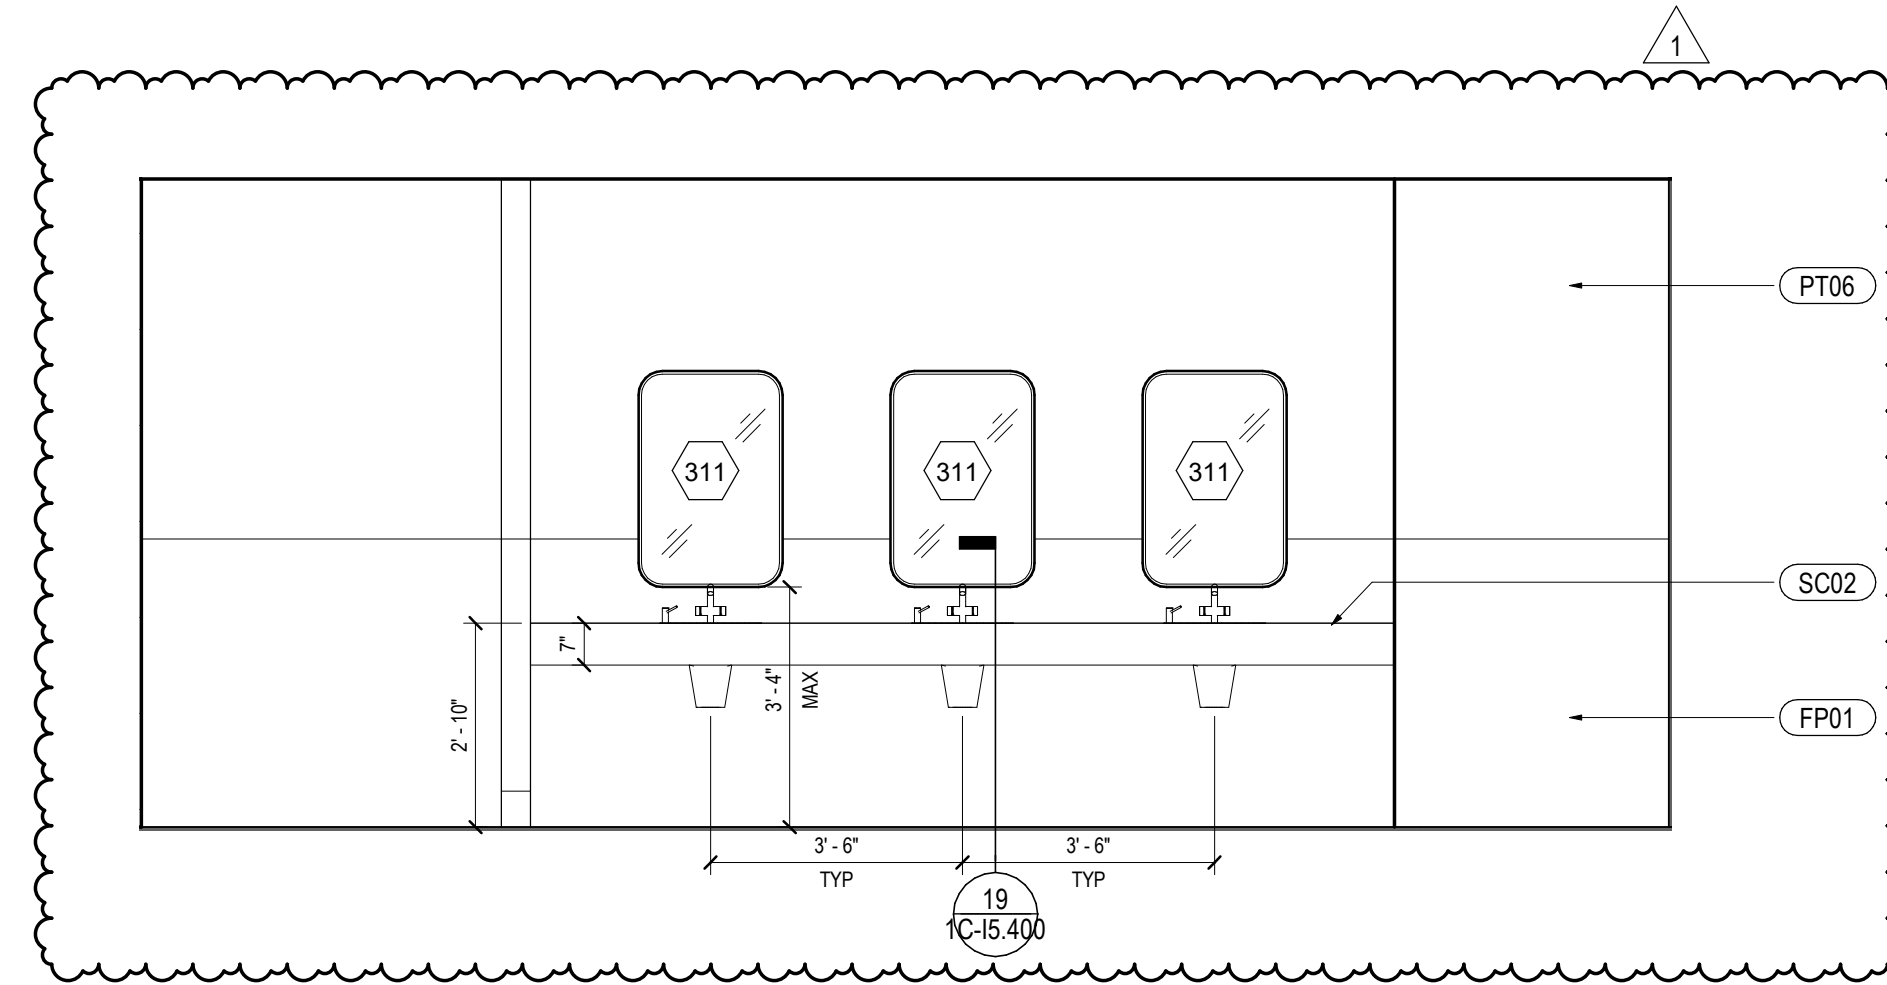 1
PT06
311
311
311
SC02
7"
3' - 4"
MAX
2' - 10"
FP01
3' - 6"
TYP
3' - 6"
TYP
19
1C-I5.400